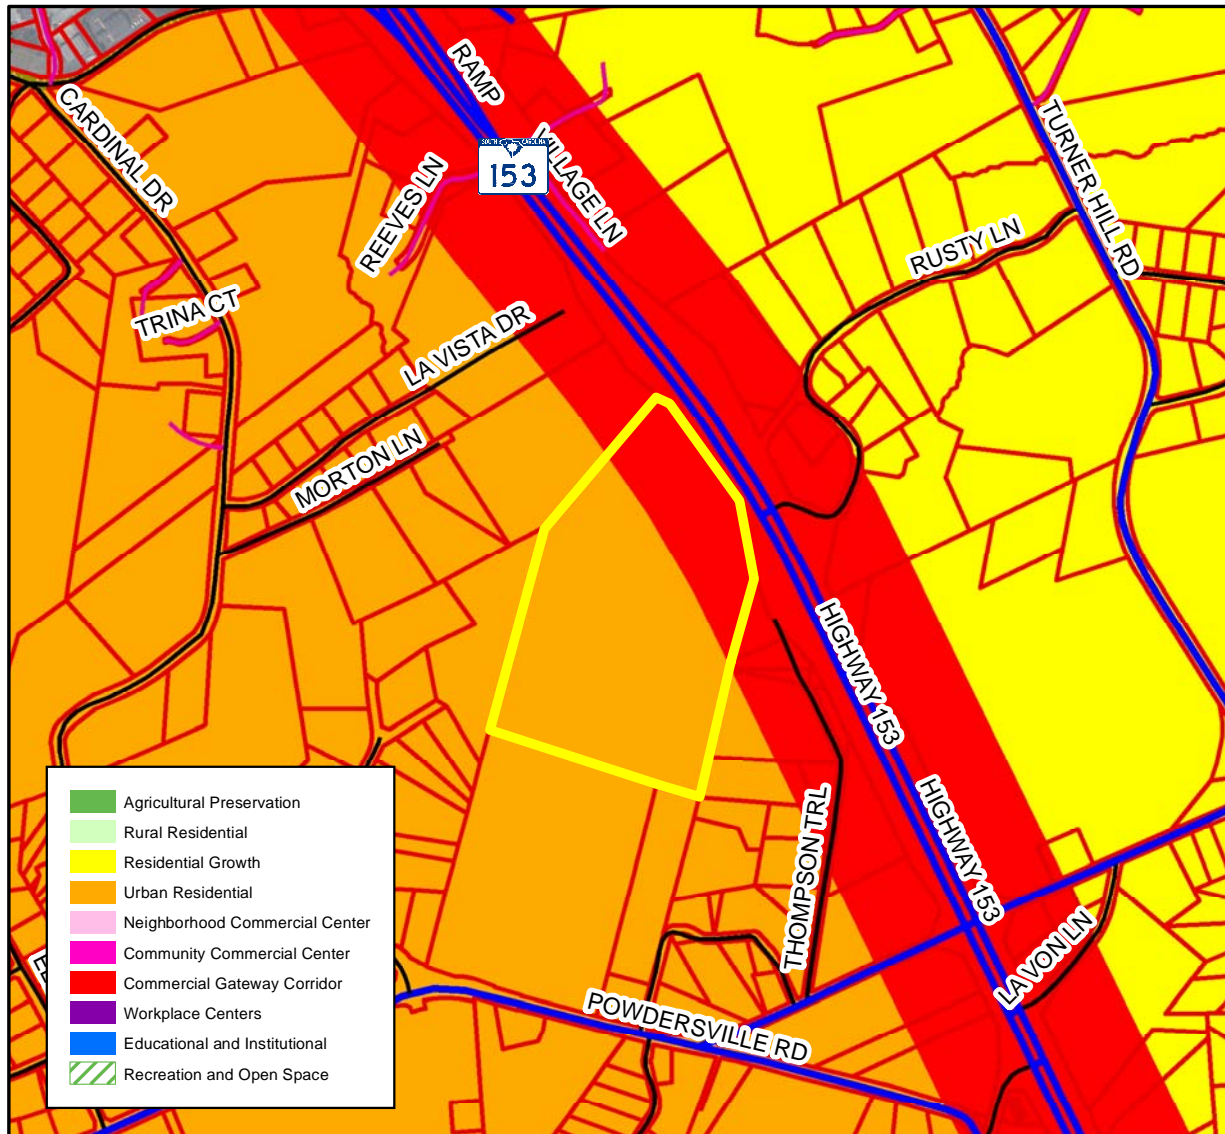 RAMP
CARDINAL DR
SOUTH CAROLINA
153
VILLAGE LN
TURNER HILL RD
REEVES LN
RUSTY LN
TRINA CT
LA VISTA DR
MORTON LN
HIGHWAY 153
HIGHWAY 153
THOMPSON TRL
LA VON LN
POWDERSVILLE RD
Agricultural Preservation
Rural Residential
Residential Growth
Urban Residential
Neighborhood Commercial Center
Community Commercial Center
Commercial Gateway Corridor
Workplace Centers
Educational and Institutional
Recreation and Open Space